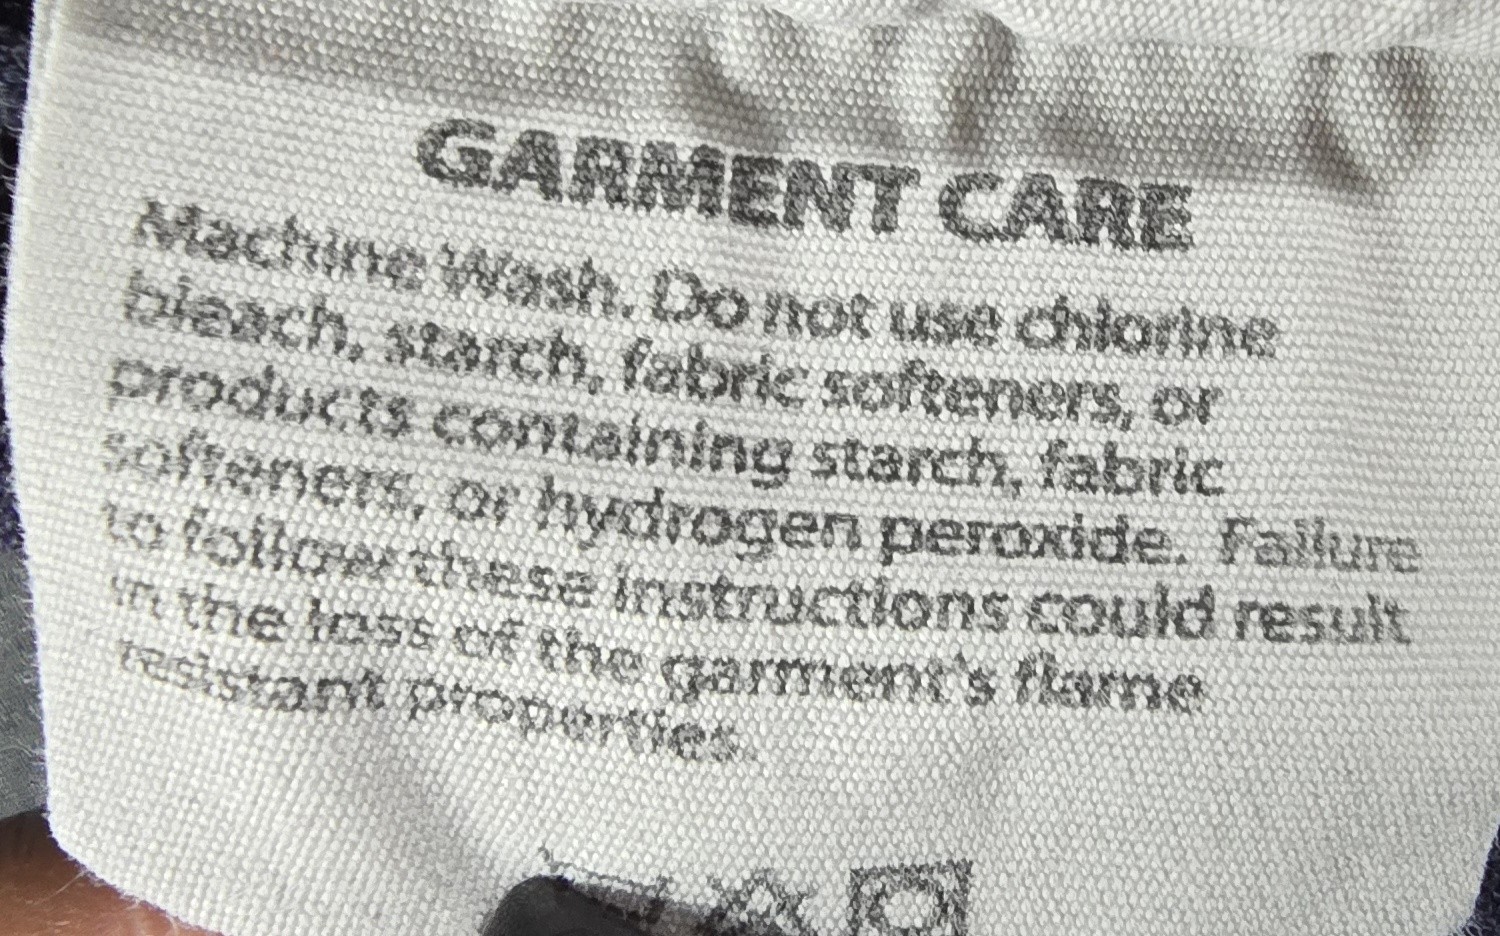 GARMENT CARE
Machine Wash. Do not use chlorine
bleach, starch, fabric softeners, or
products containing starch, fabric
softeners, or hydrogen peroxide. Failure
to follow these instructions could result
in the loss of the garment's flame
resistant properties.